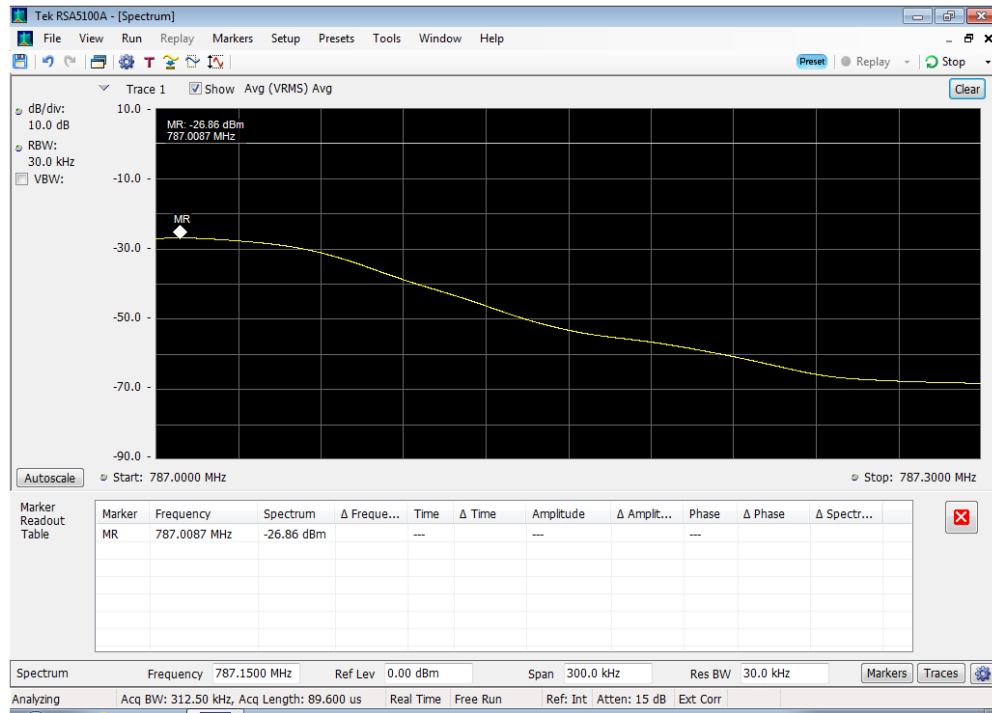 Tek RSA5100A - [Spectrum]
File View Run Replay Markers Setup Presets Tools Window Help
T Preset Replay Stop
Trace 1 Show Avg (VRMS) Avg Clear
dB/div:
10.0 dB
RBW:
30.0 kHz
VBW:
10.0
MR: -26.86 dBm
787.0087 MHz
-10.0
MR
-30.0
-50.0
-70.0
-90.0
Autoscale Start: 787.0000 MHz Stop: 787.3000 MHz
Marker
Readout
Table
Marker Frequency Spectrum Δ Freque... Time Δ Time Amplitude Δ Amplit... Phase Δ Phase Δ Spectr...
MR 787.0087 MHz -26.86 dBm --- --- ---
Spectrum Frequency 787.1500 MHz Ref Lev 0.00 dBm Span 300.0 kHz Res BW 30.0 kHz Markers Traces
Analyzing Acq BW: 312.50 kHz, Acq Length: 89.600 us Real Time Free Run Ref: Int Atten: 15 dB Ext Corr